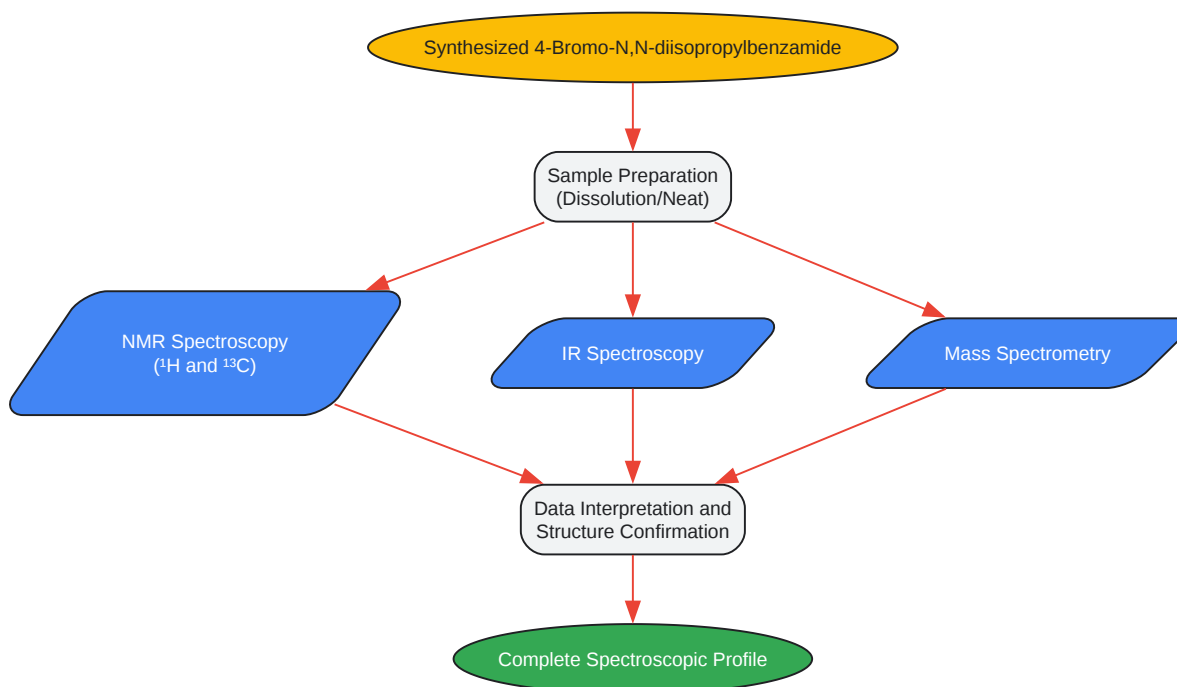 Synthesized 4-Bromo-N,N-diisopropylbenzamide
Sample Preparation
(Dissolution/Neat)
NMR Spectroscopy
(¹H and ¹³C)
IR Spectroscopy
Mass Spectrometry
Data Interpretation and
Structure Confirmation
Complete Spectroscopic Profile